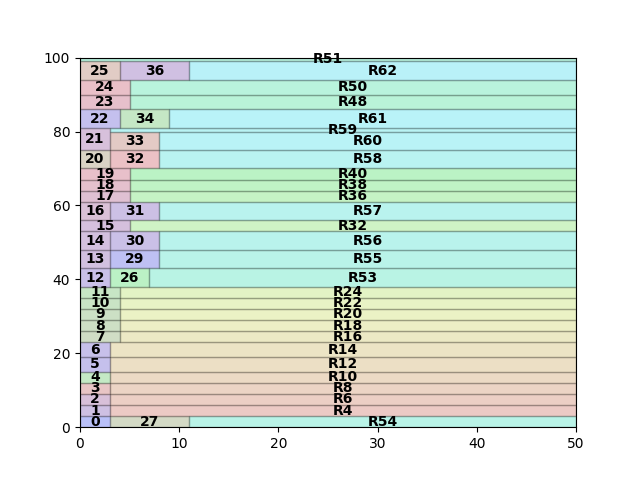 100
R51
25 36 R62
24 R50
23 R48
22 34 R61
80
R59
21 33 R60
20 32 R58
19 R40
18 R38
17 R36
60
16 31 R57
15 R32
14 30 R56
13 29 R55
40
12 26 R53
11 R24
10 R22
9 R20
8 R18
7 R16
20
6 R14
5 R12
4 R10
3 R8
2 R6
1 R4
0
0 27 R54
0 10 20 30 40 50